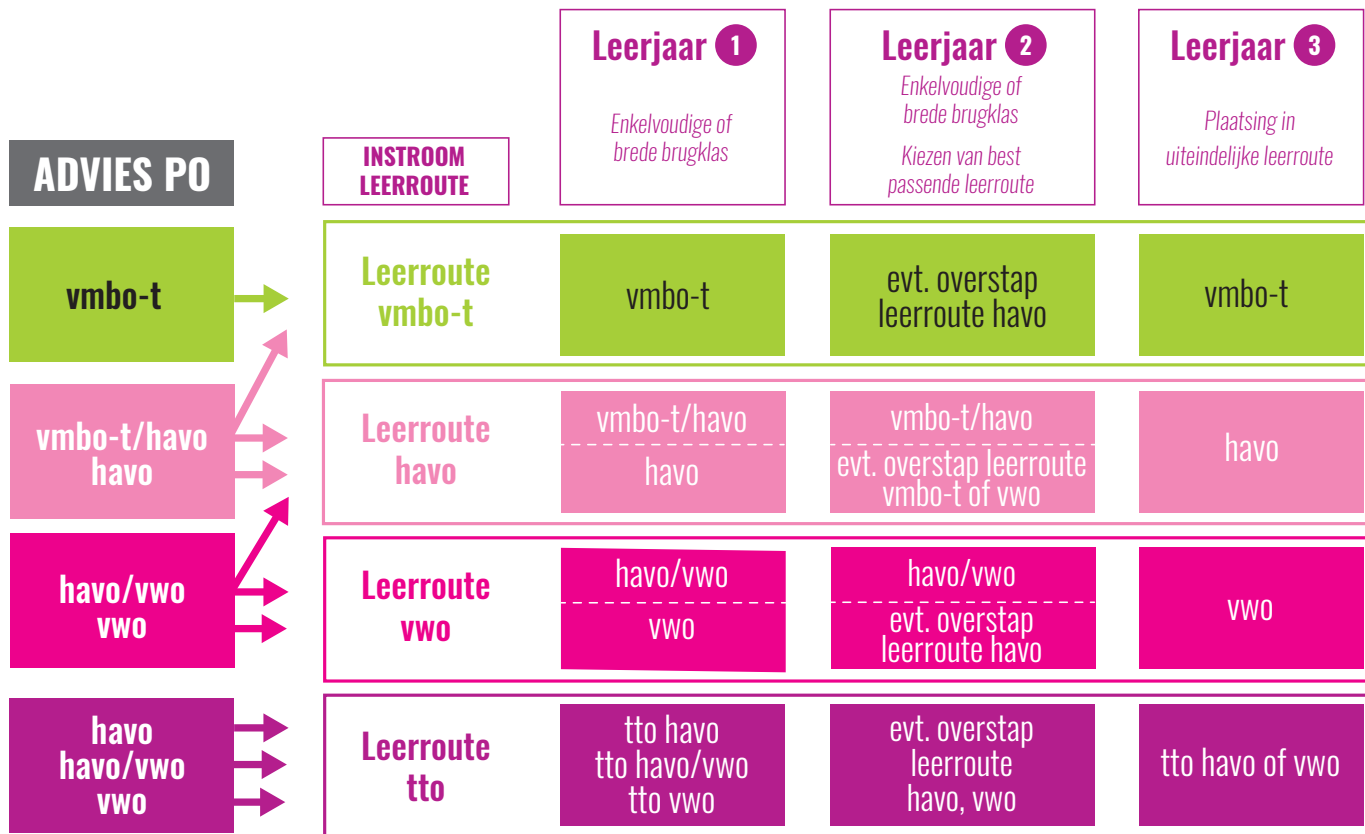 Leerjaar 1
Enkelvoudige of
brede brugklas
Leerjaar 2
Enkelvoudige of
brede brugklas
Kiezen van best
passende leerroute
Leerjaar 3
Plaatsing in
uiteindelijke leerroute
ADVIES PO
INSTROOM
LEERROUTE
vmbo-t
Leerroute
vmbo-t
vmbo-t
evt. overstap
leerroute havo
vmbo-t
vmbo-t/havo
havo
Leerroute
havo
vmbo-t/havo
havo
vmbo-t/havo
evt. overstap leerroute
vmbo-t of vwo
havo
havo/vwo
vwo
Leerroute
vwo
havo/vwo
vwo
havo/vwo
evt. overstap
leerroute havo
vwo
havo
havo/vwo
vwo
Leerroute
tto
tto havo
tto havo/vwo
tto vwo
evt. overstap
leerroute
havo, vwo
tto havo of vwo